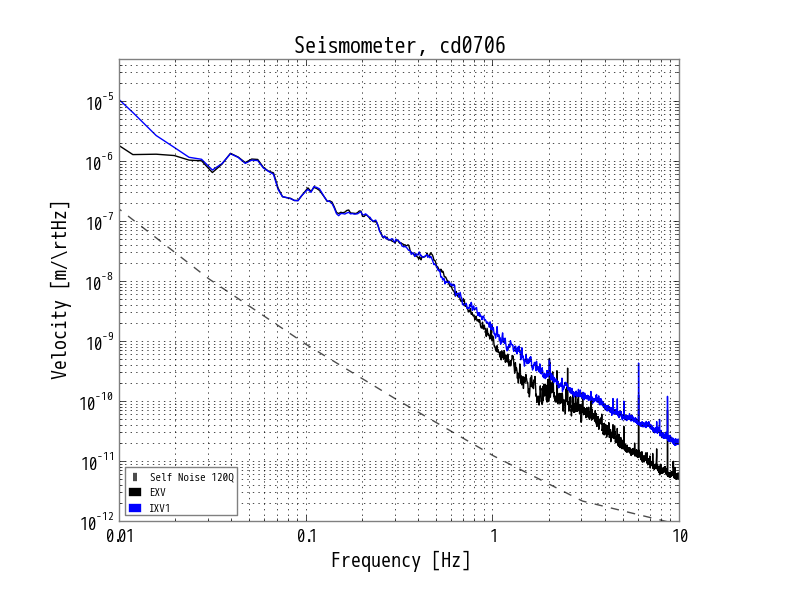 Seismometer, cd0706
Velocity [m/\rtHz]
10^-5
10^-6
10^-7
10^-8
10^-9
10^-10
10^-11
10^-12
Self Noise 120Q
EXV
IXV1
0.01
0.1
1
10
Frequency [Hz]